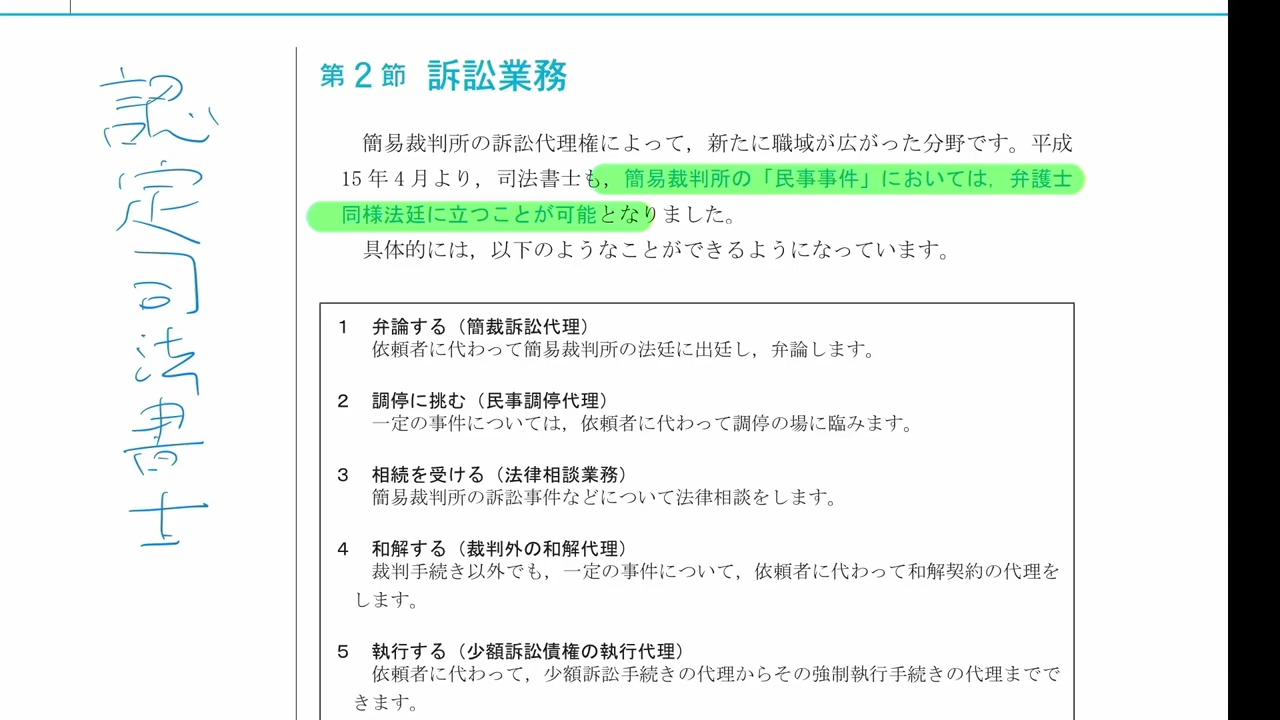 認定司法書士
第2節 訴訟業務
簡易裁判所の訴訟代理権によって，新たに職域が広がった分野です。平成
15年4月より，司法書士も，簡易裁判所の「民事事件」においては，弁護士
同様法廷に立つことが可能となりました。
具体的には，以下のようなことができるようになっています。
1 弁論する（簡裁訴訟代理）
依頼者に代わって簡易裁判所の法廷に出廷し，弁論します。
2 調停に挑む（民事調停代理）
一定の事件については，依頼者に代わって調停の場に臨みます。
3 相続を受ける（法律相談業務）
簡易裁判所の訴訟事件などについて法律相談をします。
4 和解する（裁判外の和解代理）
裁判手続き以外でも，一定の事件について，依頼者に代わって和解契約の代理を
します。
5 執行する（少額訴訟債権の執行代理）
依頼者に代わって，少額訴訟手続きの代理からその強制執行手続きの代理までで
きます。